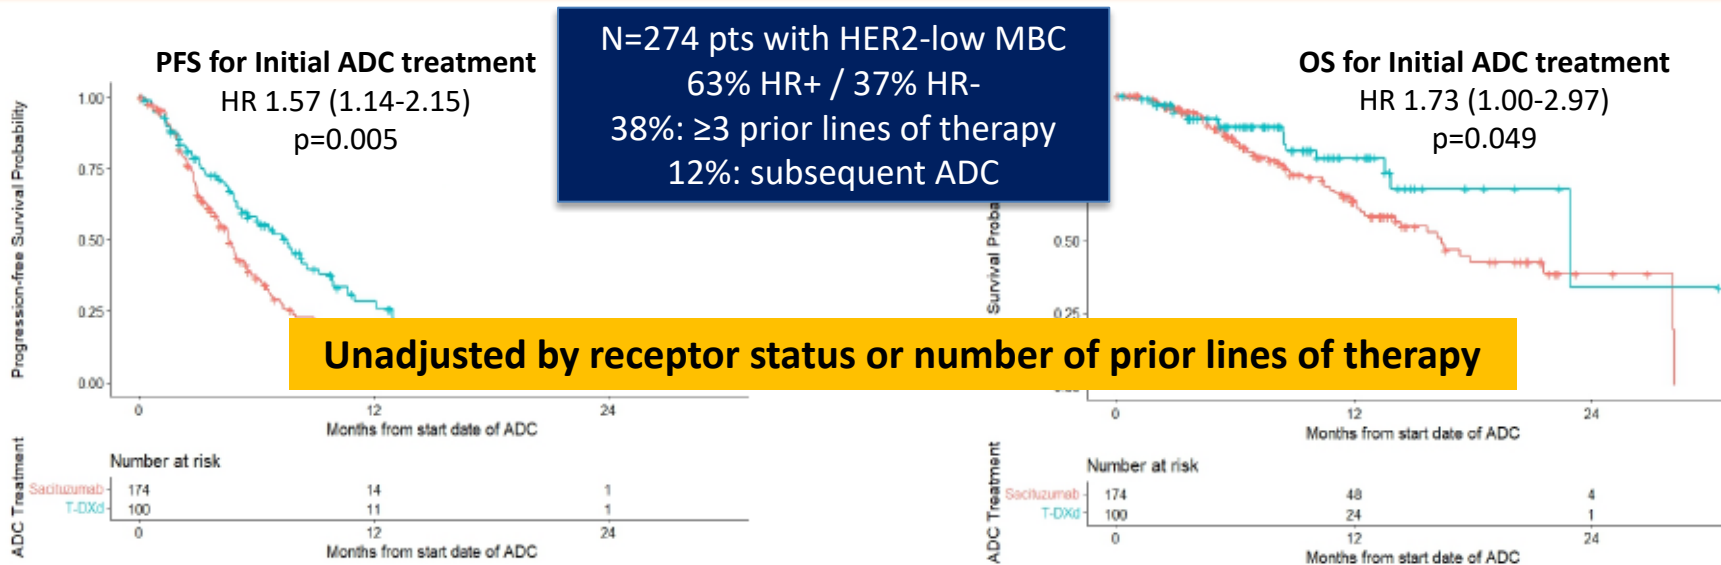 PFS for Initial ADC treatment
HR 1.57 (1.14-2.15)
p=0.005
N=274 pts with HER2-low MBC
63% HR+ / 37% HR-
38%: ≥3 prior lines of therapy
12%: subsequent ADC
OS for Initial ADC treatment
HR 1.73 (1.00-2.97)
p=0.049
Progression-free Survival Probability
1.00
0.75
0.50
0.25
0.00
0 12 24
Months from start date of ADC
Survival
0.50
0.25
0 12 24
Months from start date of ADC
Unadjusted by receptor status or number of prior lines of therapy
ADC Treatment
Number at risk
Sacituzumab 174 14 1
T-DXd 100 11 1
0 12 24
Months from start date of ADC
ADC Treatment
Number at risk
Sacituzumab 174 48 4
T-DXd 100 24 1
0 12 24
Months from start date of ADC